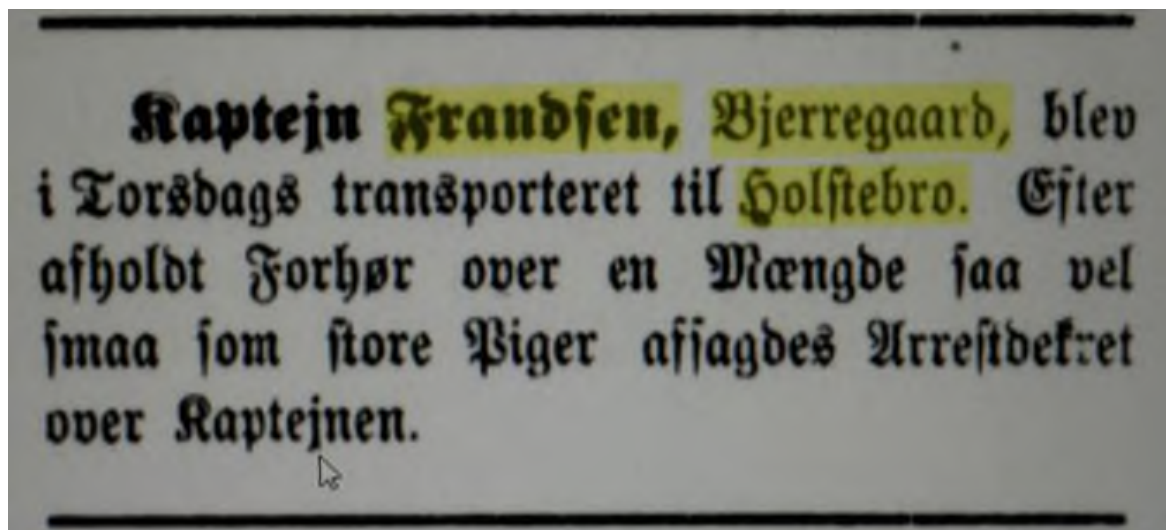 Kaptejn Frandsen, Bjerregaard, blev
i Torsdags transporteret til Holstebro. Efter
afholdt Forhør over en Mængde saa vel
smaa som store Piger afsagdes Arrestdekret
over Kaptejnen.